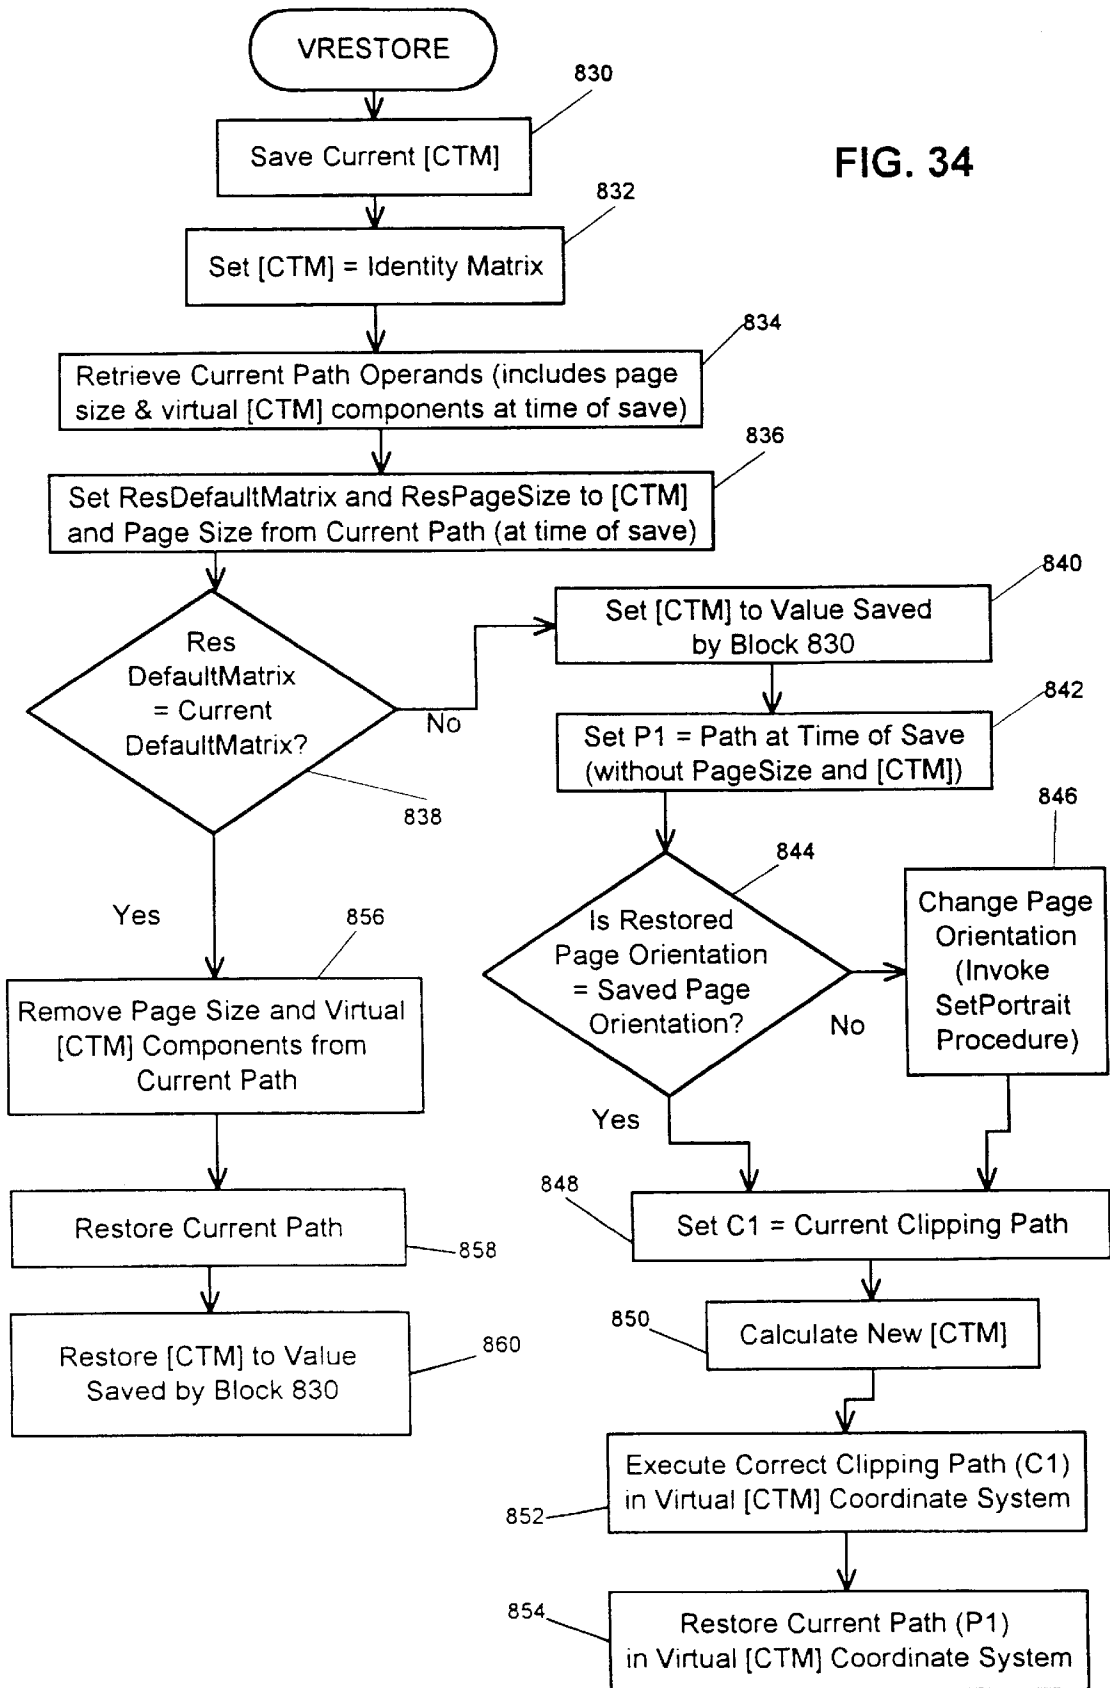 VRESTORE
830
Save Current [CTM]
FIG. 34
832
Set [CTM] = Identity Matrix
834
Retrieve Current Path Operands (includes page
size & virtual [CTM] components at time of save)
836
Set ResDefaultMatrix and ResPageSize to [CTM]
and Page Size from Current Path (at time of save)
Res
DefaultMatrix
= Current
DefaultMatrix?
No
838
840
Set [CTM] to Value Saved
by Block 830
842
Set P1 = Path at Time of Save
(without PageSize and [CTM])
844
Is Restored
Page Orientation
= Saved Page
Orientation?
No
846
Change Page
Orientation
(Invoke
SetPortrait
Procedure)
Yes
856
Remove Page Size and Virtual
[CTM] Components from
Current Path
Yes
848
Set C1 = Current Clipping Path
Restore Current Path
858
850
Calculate New [CTM]
Restore [CTM] to Value
Saved by Block 830
860
Execute Correct Clipping Path (C1)
in Virtual [CTM] Coordinate System
852
854
Restore Current Path (P1)
in Virtual [CTM] Coordinate System